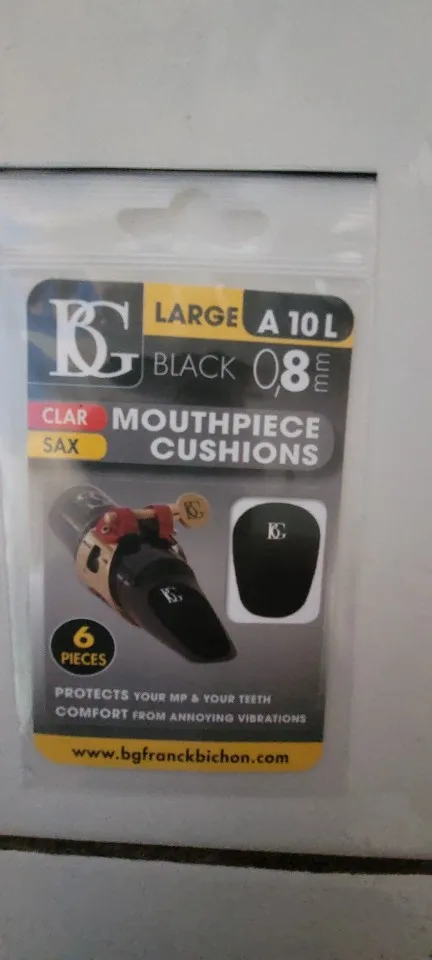 BG
LARGE
A 10 L
BLACK 0,8 mm
CLAR
SAX
MOUTHPIECE
CUSHIONS
BG
BG
BG
6
PIECES
PROTECTS YOUR MP & YOUR TEETH
COMFORT FROM ANNOYING VIBRATIONS
www.bgfranckbichon.com